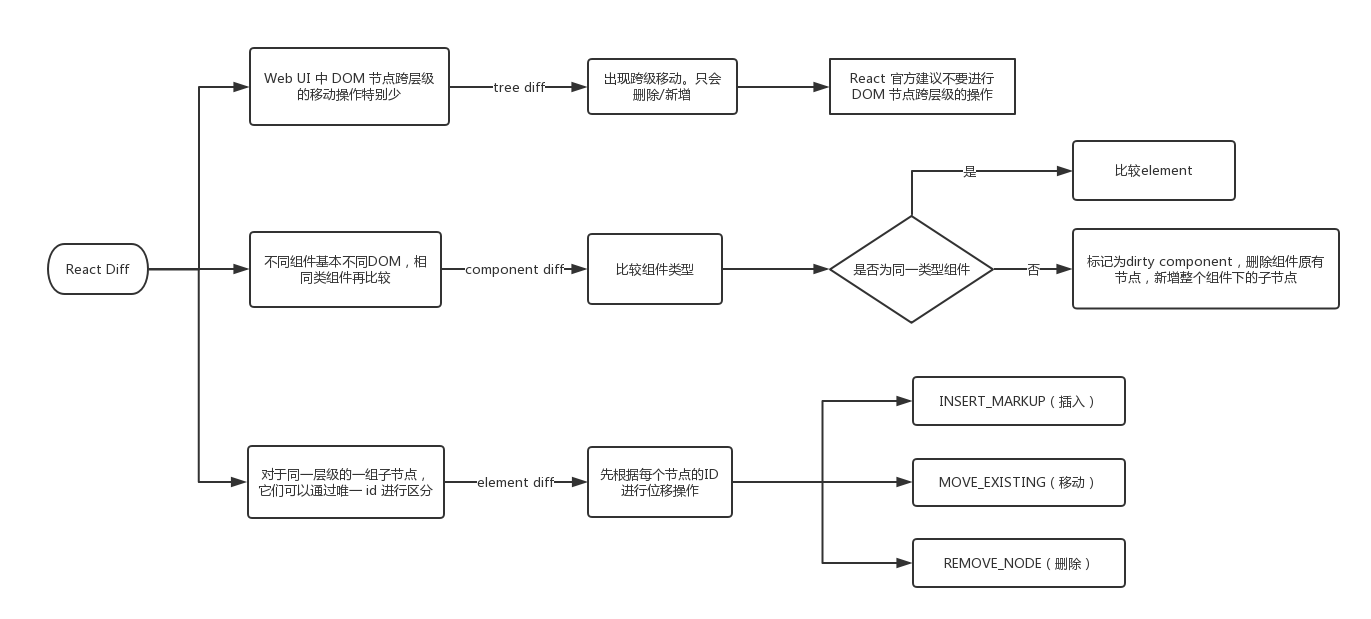 Web UI 中 DOM 节点跨层级
的移动操作特别少
tree diff
出现跨级移动。只会
删除/新增
React 官方建议不要进行
DOM 节点跨层级的操作
是
比较element
React Diff
不同组件基本不同DOM，相
同类组件再比较
component diff
比较组件类型
是否为同一类型组件
否
标记为dirty component，删除组件原有
节点，新增整个组件下的子节点
对于同一层级的一组子节点，
它们可以通过唯一 id 进行区分
element diff
先根据每个节点的ID
进行位移操作
INSERT_MARKUP（插入）
MOVE_EXISTING（移动）
REMOVE_NODE（删除）